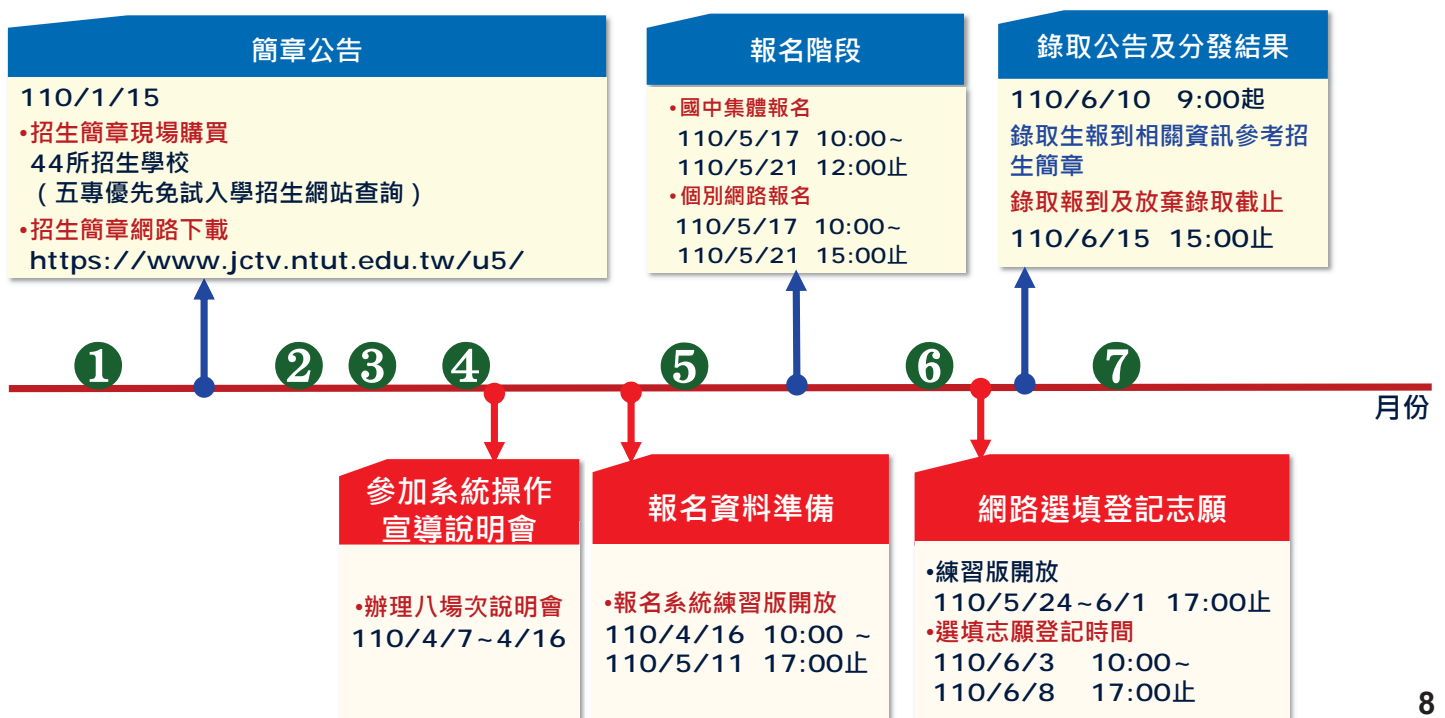 簡章公告
110/1/15
•招生簡章現場購買
44所招生學校
（五專優先免試入學招生網站查詢）
•招生簡章網路下載
https://www.jctv.ntut.edu.tw/u5/
報名階段
•國中集體報名
110/5/17 10:00~
110/5/21 12:00止
•個別網路報名
110/5/17 10:00~
110/5/21 15:00止
錄取公告及分發結果
110/6/10 9:00起
錄取生報到相關資訊參考招
生簡章
錄取報到及放棄錄取截止
110/6/15 15:00止
1 2 3 4 5 6 7
月份
參加系統操作
宣導說明會
•辦理八場次說明會
110/4/7~4/16
報名資料準備
•報名系統練習版開放
110/4/16 10:00 ~
110/5/11 17:00止
網路選填登記志願
•練習版開放
110/5/24~6/1 17:00止
•選填志願登記時間
110/6/3 10:00~
110/6/8 17:00止
8